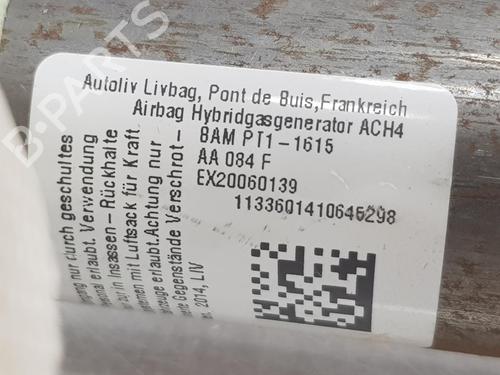 B-PARTS
Autoliv Livbag, Pont de Buis, Frankreich
Airbag Hybridgasgenerator ACH4
BAM PT1-1615
AA 084 F
EX20060139
1133601410646298
nur durch geschultes
erlaubt. Verwendung
in Insassen-Rückhalte
mit Luftsack für Kraft.
erlaubt.Achtung nur
Gegenstände Verschrot-
2014, LIV